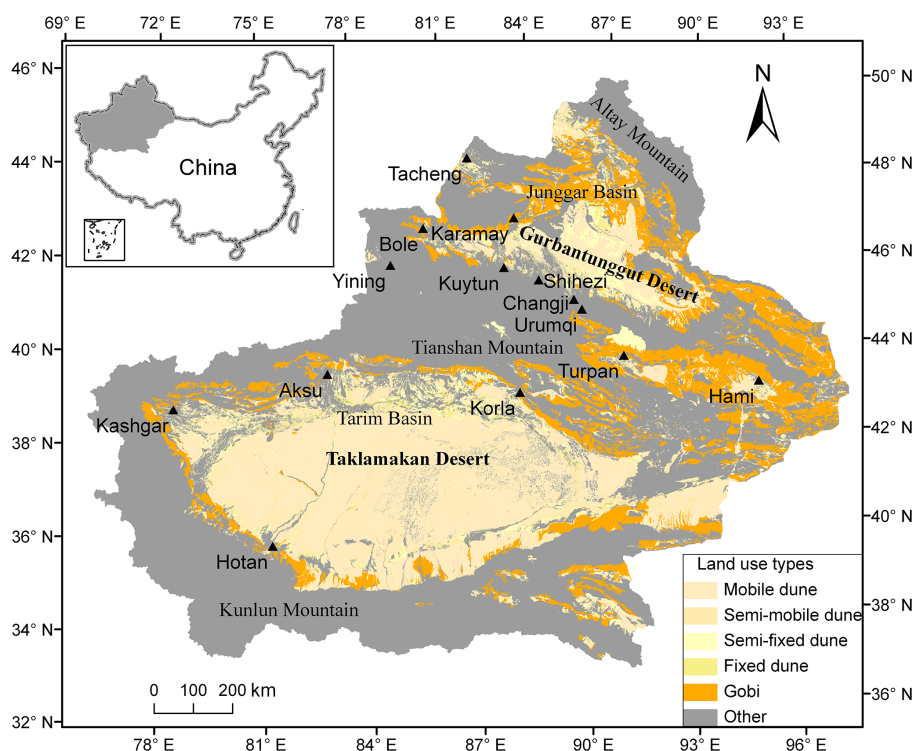 69° E 72° E 75° E 78° E 81° E 84° E 87° E 90° E 93° E
46° N
44° N
42° N
40° N
38° N
36° N
34° N
32° N
50° N
48° N
46° N
44° N
42° N
40° N
38° N
36° N
China
N
Altay Mountain
Tacheng
Junggar Basin
Karamay
Bole
Gurbantunggut Desert
Yining
Kuytun
Shihezi
Changji
Urumqi
Tianshan Mountain
Turpan
Aksu
Hami
Korla
Kashgar
Tarim Basin
Taklamakan Desert
Hotan
Kunlun Mountain
Land use types
Mobile dune
Semi-mobile dune
Semi-fixed dune
Fixed dune
Gobi
Other
0 100 200 km
78° E 81° E 84° E 87° E 90° E 93° E 96° E